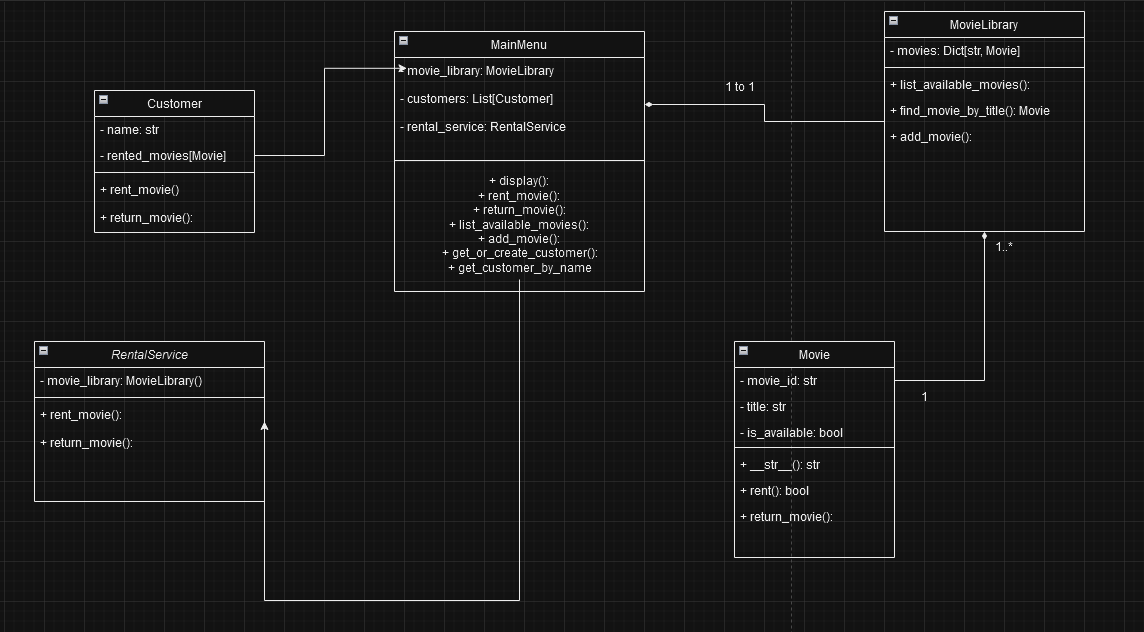 Customer
- name: str
- rented_movies[Movie]
+ rent_movie()
+ return_movie():
MainMenu
movie_library: MovieLibrary
- customers: List[Customer]
- rental_service: RentalService
+ display():
+ rent_movie():
+ return_movie():
+ list_available_movies():
+ add_movie():
+ get_or_create_customer():
+ get_customer_by_name
1 to 1
MovieLibrary
- movies: Dict[str, Movie]
+ list_available_movies():
+ find_movie_by_title(): Movie
+ add_movie():
1..*
RentalService
- movie_library: MovieLibrary()
+ rent_movie():
+ return_movie():
Movie
- movie_id: str
- title: str
- is_available: bool
+ __str__(): str
+ rent(): bool
+ return_movie():
1